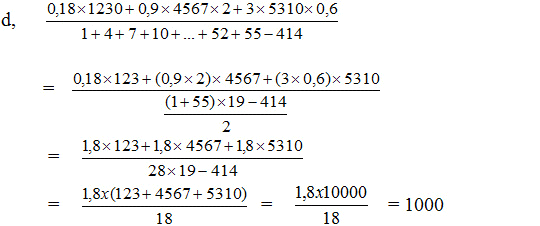 d, 0,18×1230 + 0,9×4567×2 + 3×5310×0,6
1 + 4 + 7 + 10 + ... + 52 + 55 − 414
= 0,18×123 + (0,9×2)×4567 + (3×0,6)×5310
(1 + 55)×19 − 414
2
= 1,8×123 + 1,8×4567 + 1,8×5310
28×19 − 414
= 1,8x(123 + 4567 + 5310) = 1,8x10000 = 1000
18 18